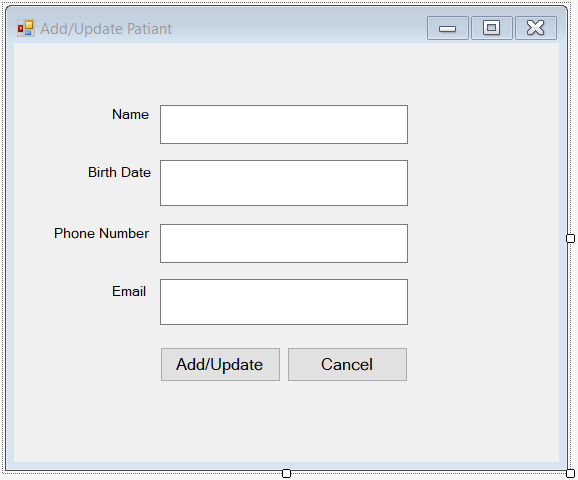 Add/Update Patiant
Name
Birth Date
Phone Number
Email
Add/Update Cancel